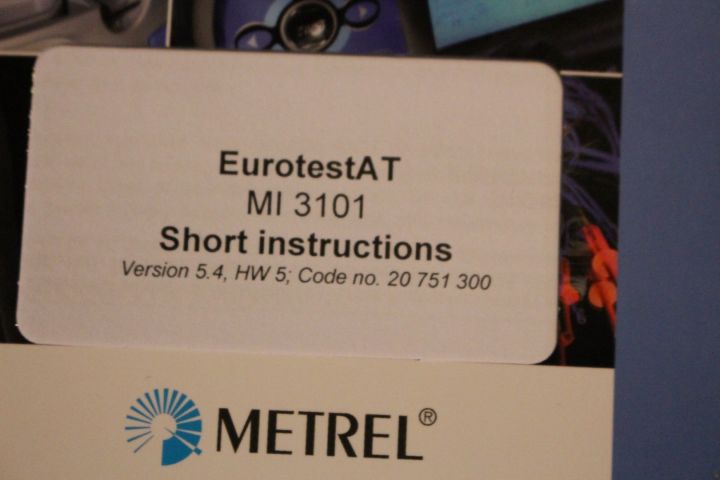 EurotestAT
MI 3101
Short instructions
Version 5.4, HW 5; Code no. 20 751 300
METREL®